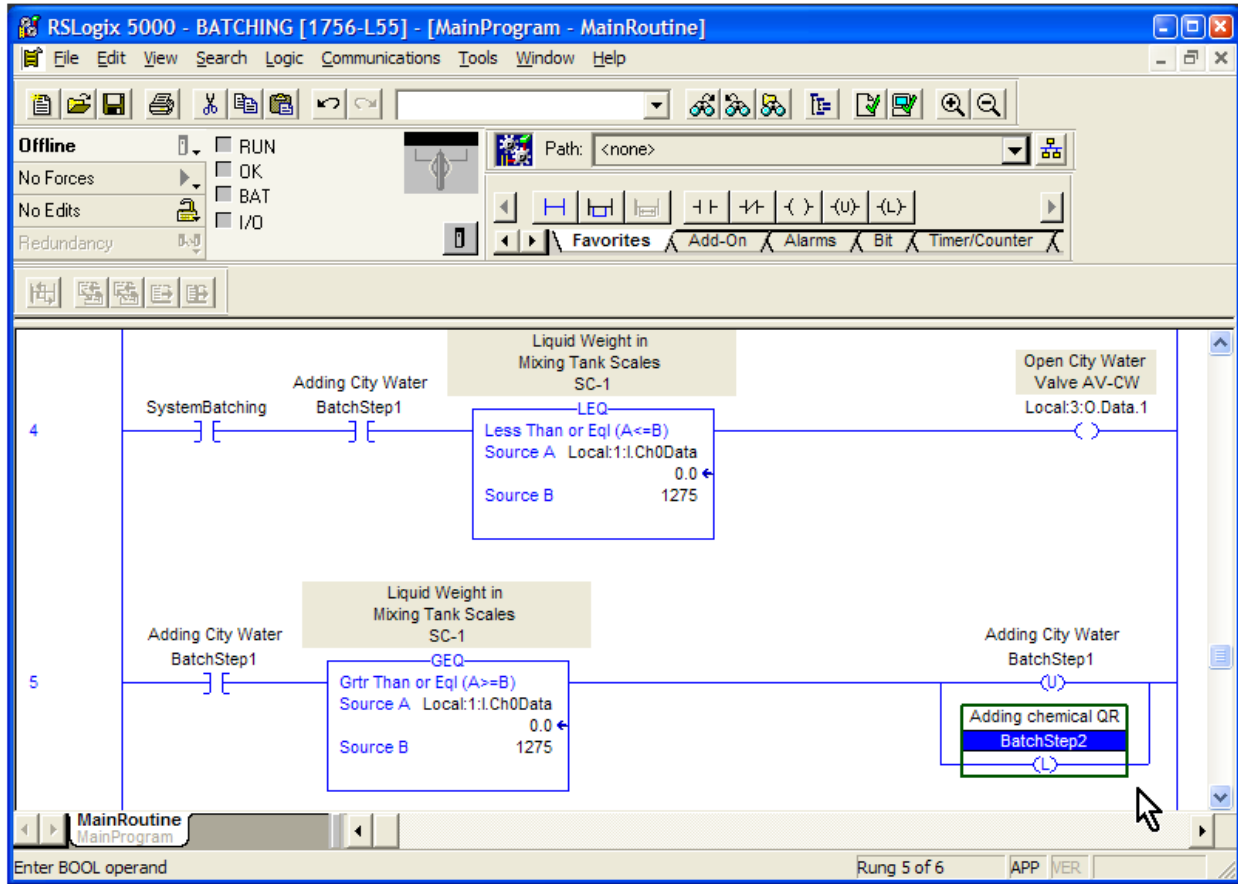 RSLogix 5000 - BATCHING [1756-L55] - [MainProgram - MainRoutine]
File Edit View Search Logic Communications Tools Window Help
Offline
RUN
No Forces
OK
No Edits
BAT
Redundancy
I/O
Path: <none>
Favorites Add-On Alarms Bit Timer/Counter
Liquid Weight in
Mixing Tank Scales
SC-1
Adding City Water
BatchStep1
SystemBatching
Open City Water
Valve AV-CW
Local:3:O.Data.1
4
LEQ
Less Than or Eql (A<=B)
Source A Local:1:I.Ch0Data
0.0
Source B 1275
Liquid Weight in
Mixing Tank Scales
SC-1
Adding City Water
BatchStep1
5
GEQ
Grtr Than or Eql (A>=B)
Source A Local:1:I.Ch0Data
0.0
Source B 1275
Adding City Water
BatchStep1
(U)
Adding chemical QR
BatchStep2
(L)
MainRoutine
MainProgram
Enter BOOL operand
Rung 5 of 6
APP VER